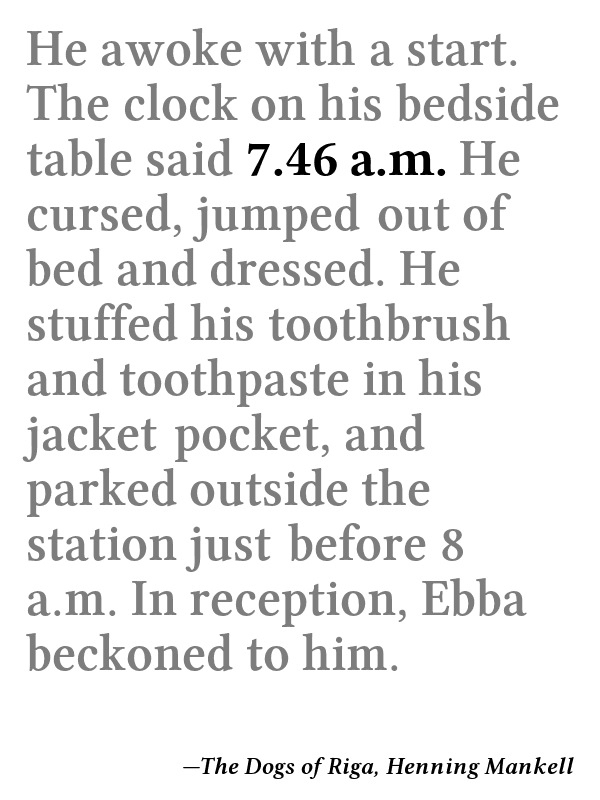 He awoke with a start.
The clock on his bedside
table said 7.46 a.m. He
cursed, jumped out of
bed and dressed. He
stuffed his toothbrush
and toothpaste in his
jacket pocket, and
parked outside the
station just before 8
a.m. In reception, Ebba
beckoned to him.
—The Dogs of Riga, Henning Mankell